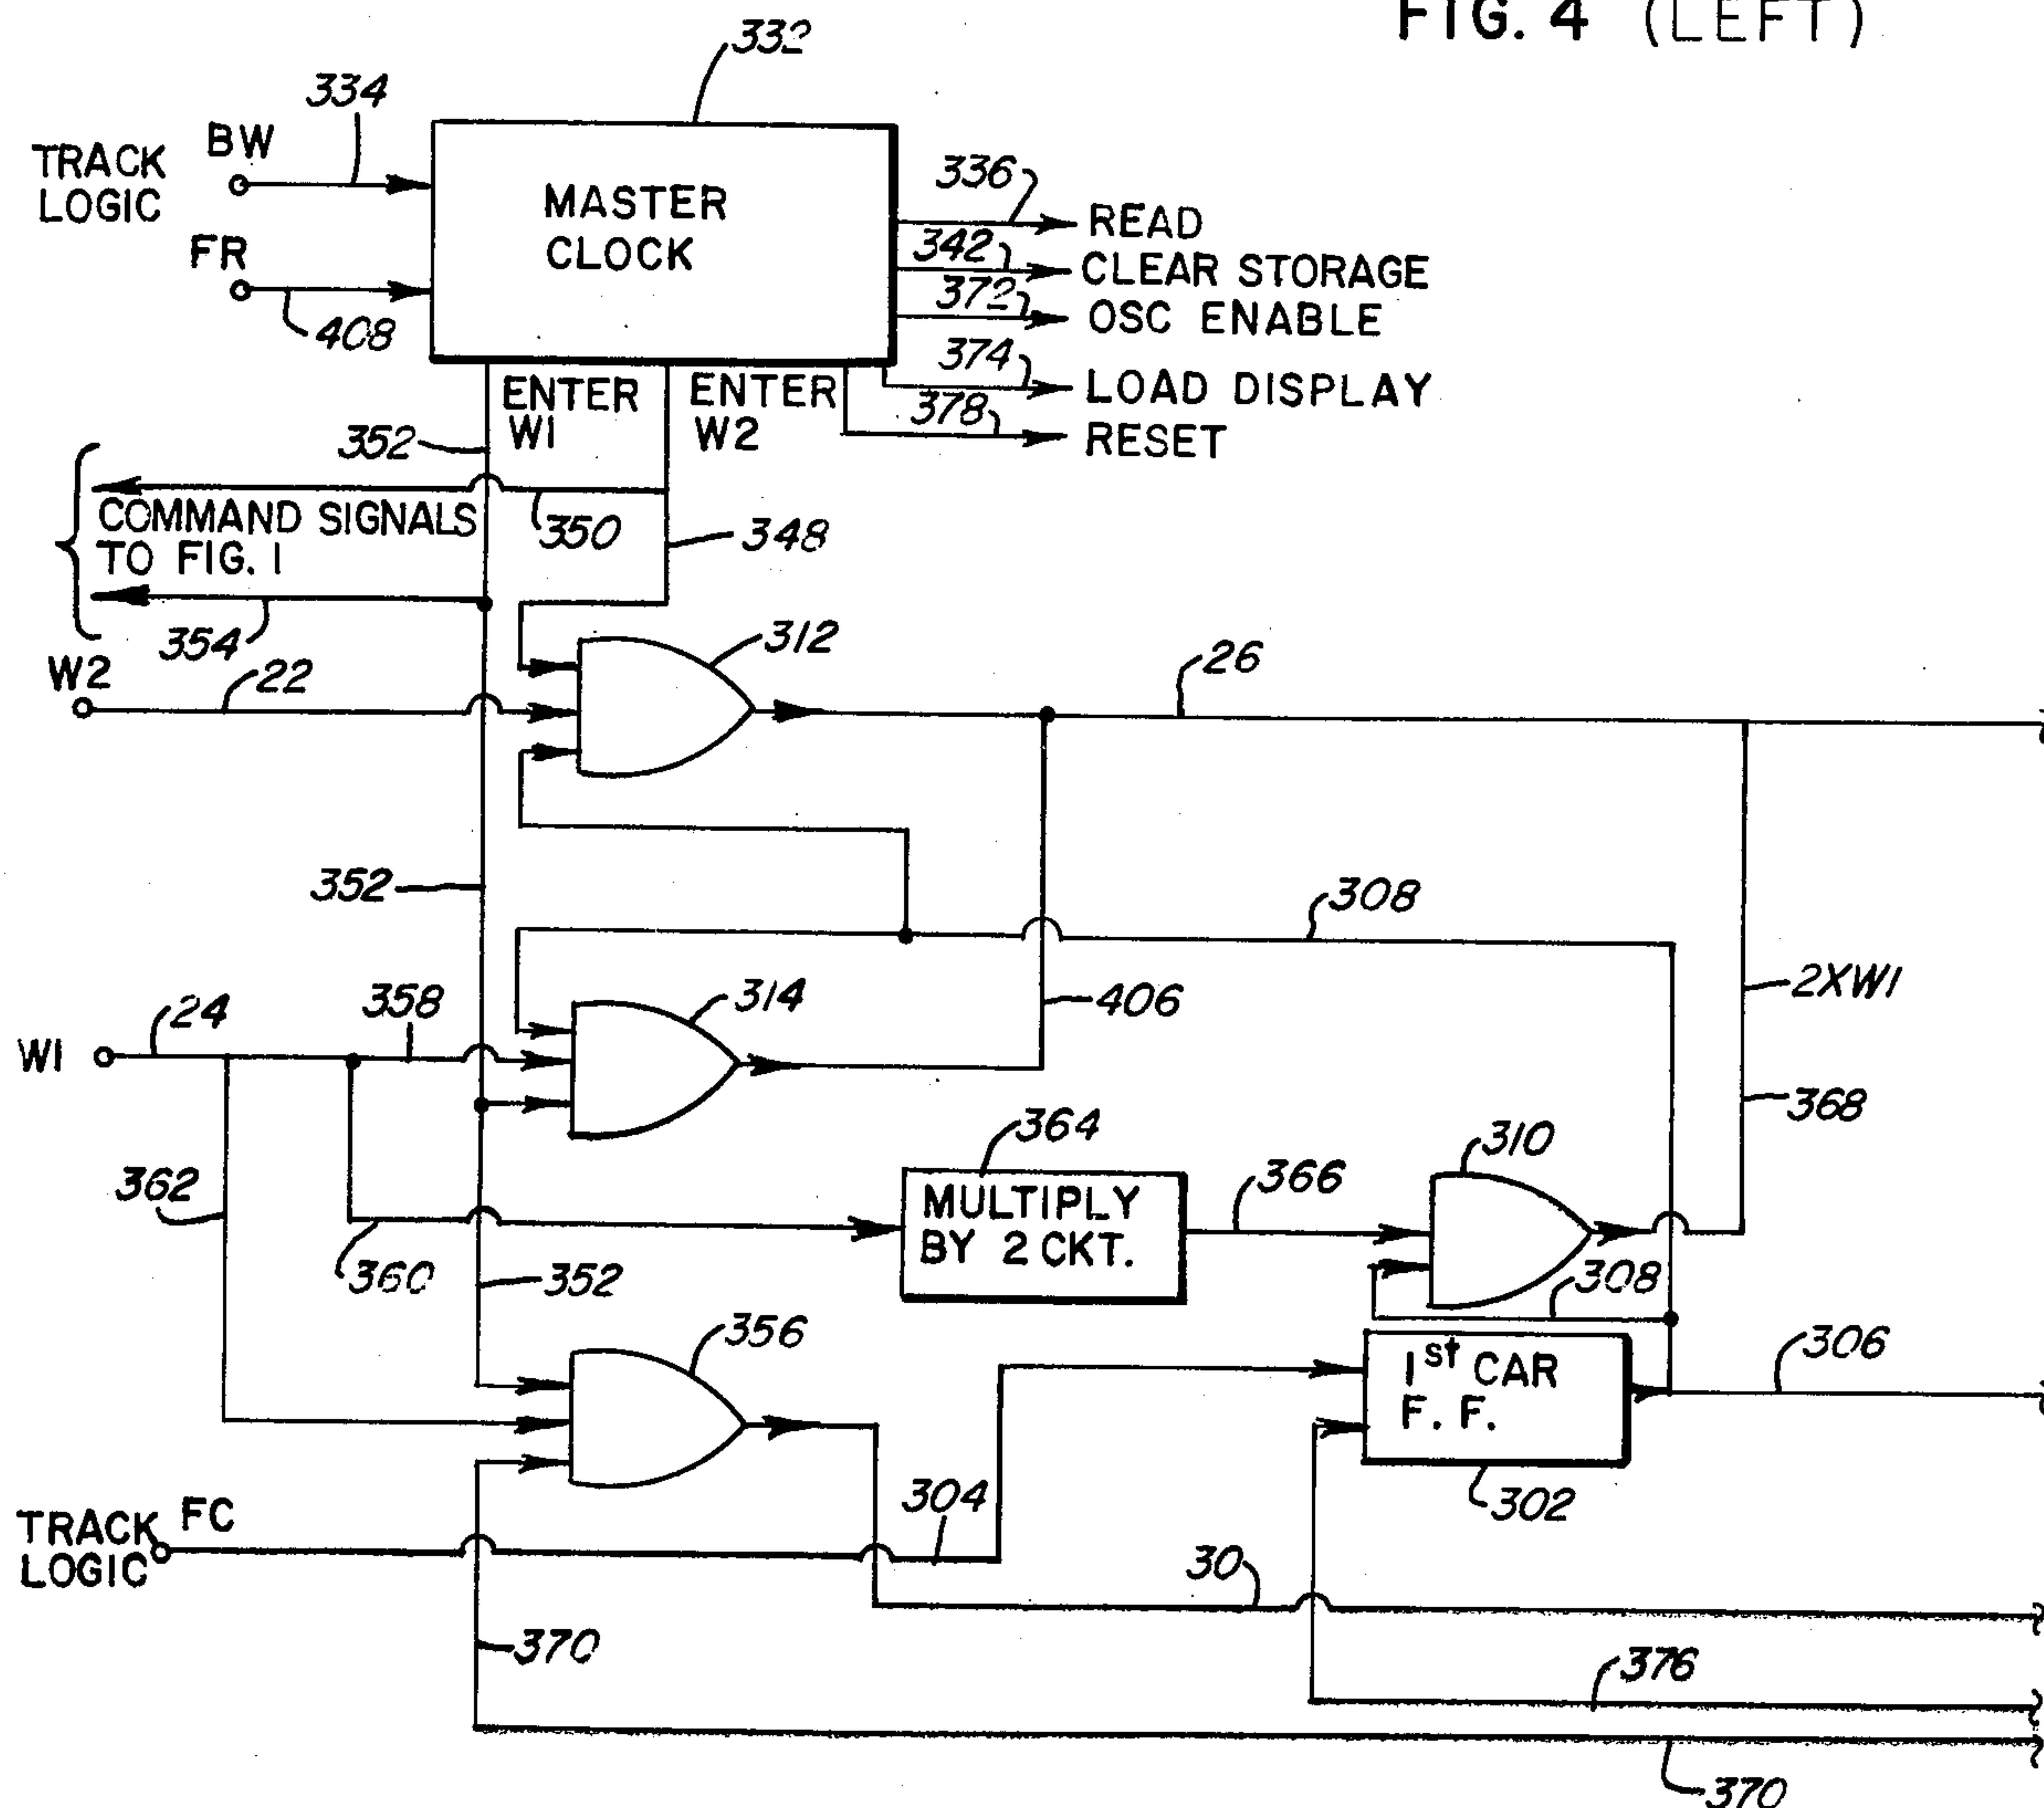 FIG. 4 (LEFT)
332
334
TRACK
LOGIC
BW
FR
408
MASTER
CLOCK
336
READ
342
CLEAR STORAGE
372
OSC ENABLE
374
LOAD DISPLAY
378
RESET
ENTER
W1
ENTER
W2
352
COMMAND SIGNALS
TO FIG. 1
350
348
354
W2
22
312
26
352
308
W1
24
358
314
406
2XW1
368
362
360
364
MULTIPLY
BY 2 CKT.
366
310
308
352
356
1st CAR
F. F.
306
302
TRACK
LOGIC
FC
304
30
370
376
370